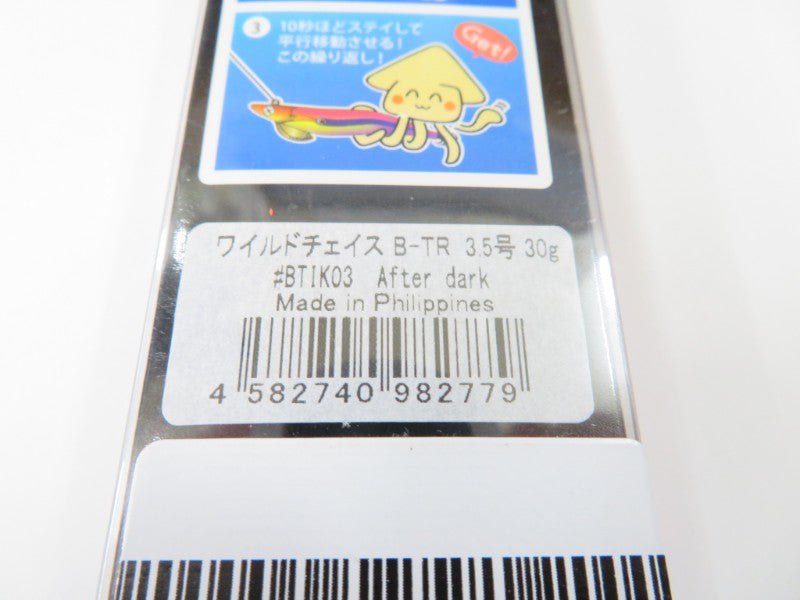 3 10秒ほどステイして
平行移動させる!
この繰り返し!
Get!
ワイルドチェイス B-TR 3.5号 30g
#BTIK03 After dark
Made in Philippines
4 582740 982779